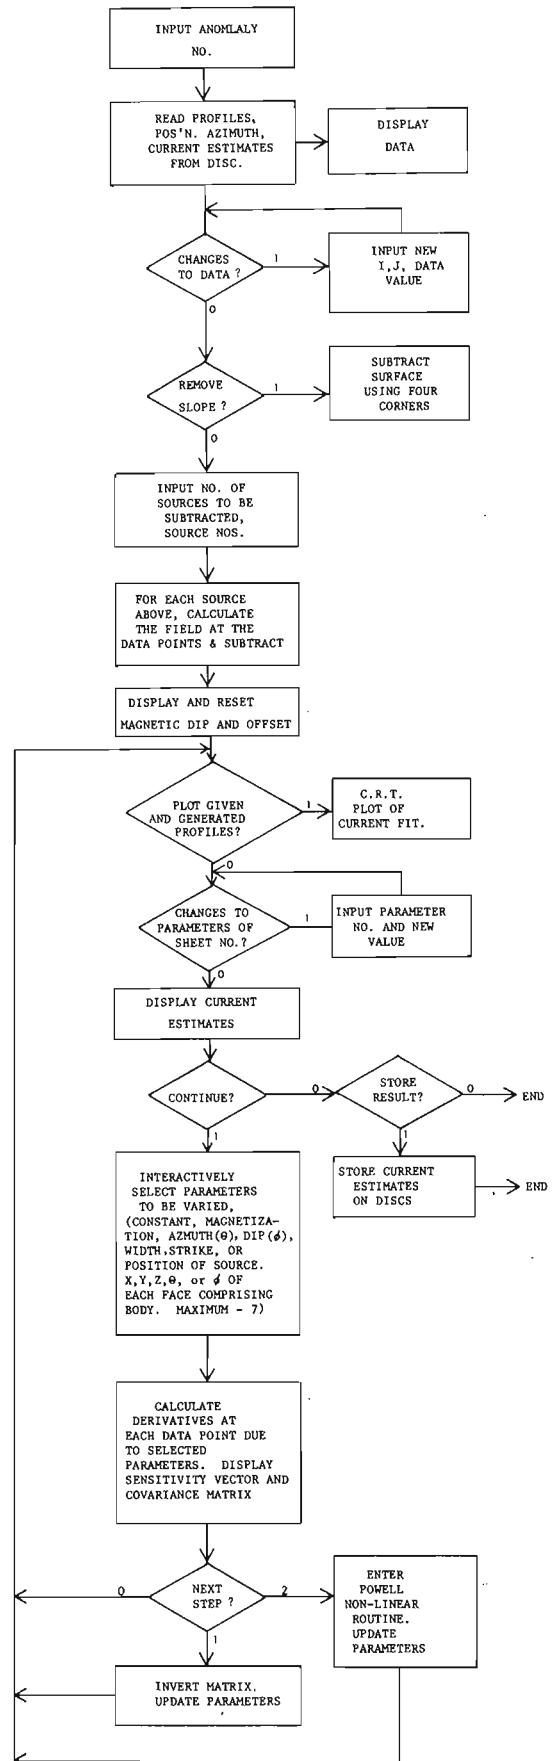 INPUT ANOMLALY
NO.
READ PROFILES,
POS'N. AZIMUTH,
CURRENT ESTIMATES
FROM DISC.
DISPLAY
DATA
CHANGES
TO DATA ?
1
INPUT NEW
I,J, DATA
VALUE
0
REMOVE
SLOPE ?
1
SUBTRACT
SURFACE
USING FOUR
CORNERS
0
INPUT NO. OF
SOURCES TO BE
SUBTRACTED,
SOURCE NOS.
FOR EACH SOURCE
ABOVE, CALCULATE
THE FIELD AT THE
DATA POINTS & SUBTRACT
DISPLAY AND RESET
MAGNETIC DIP AND OFFSET
PLOT GIVEN
AND GENERATED
PROFILES?
1
C.R.T.
PLOT OF
CURRENT FIT.
0
CHANGES TO
PARAMETERS OF
SHEET NO.?
1
INPUT PARAMETER
NO. AND NEW
VALUE
0
DISPLAY CURRENT
ESTIMATES
CONTINUE?
0
STORE
RESULT?
0
END
1
1
STORE CURRENT
ESTIMATES
ON DISCS
END
INTERACTIVELY
SELECT PARAMETERS
TO BE VARIED,
(CONSTANT, MAGNETIZA-
TION, AZMUTH(θ), DIP(ϕ),
WIDTH,STRIKE, OR
POSITION OF SOURCE.
X,Y,Z,θ, or ϕ OF
EACH FACE COMPRISING
BODY. MAXIMUM - 7)
CALCULATE
DERIVATIVES AT
EACH DATA POINT DUE
TO SELECTED
PARAMETERS. DISPLAY
SENSITIVITY VECTOR AND
COVARIANCE MATRIX
0
NEXT
STEP ?
2
ENTER
POWELL
NON-LINEAR
ROUTINE.
UPDATE
PARAMETERS
1
INVERT MATRIX.
UPDATE PARAMETERS